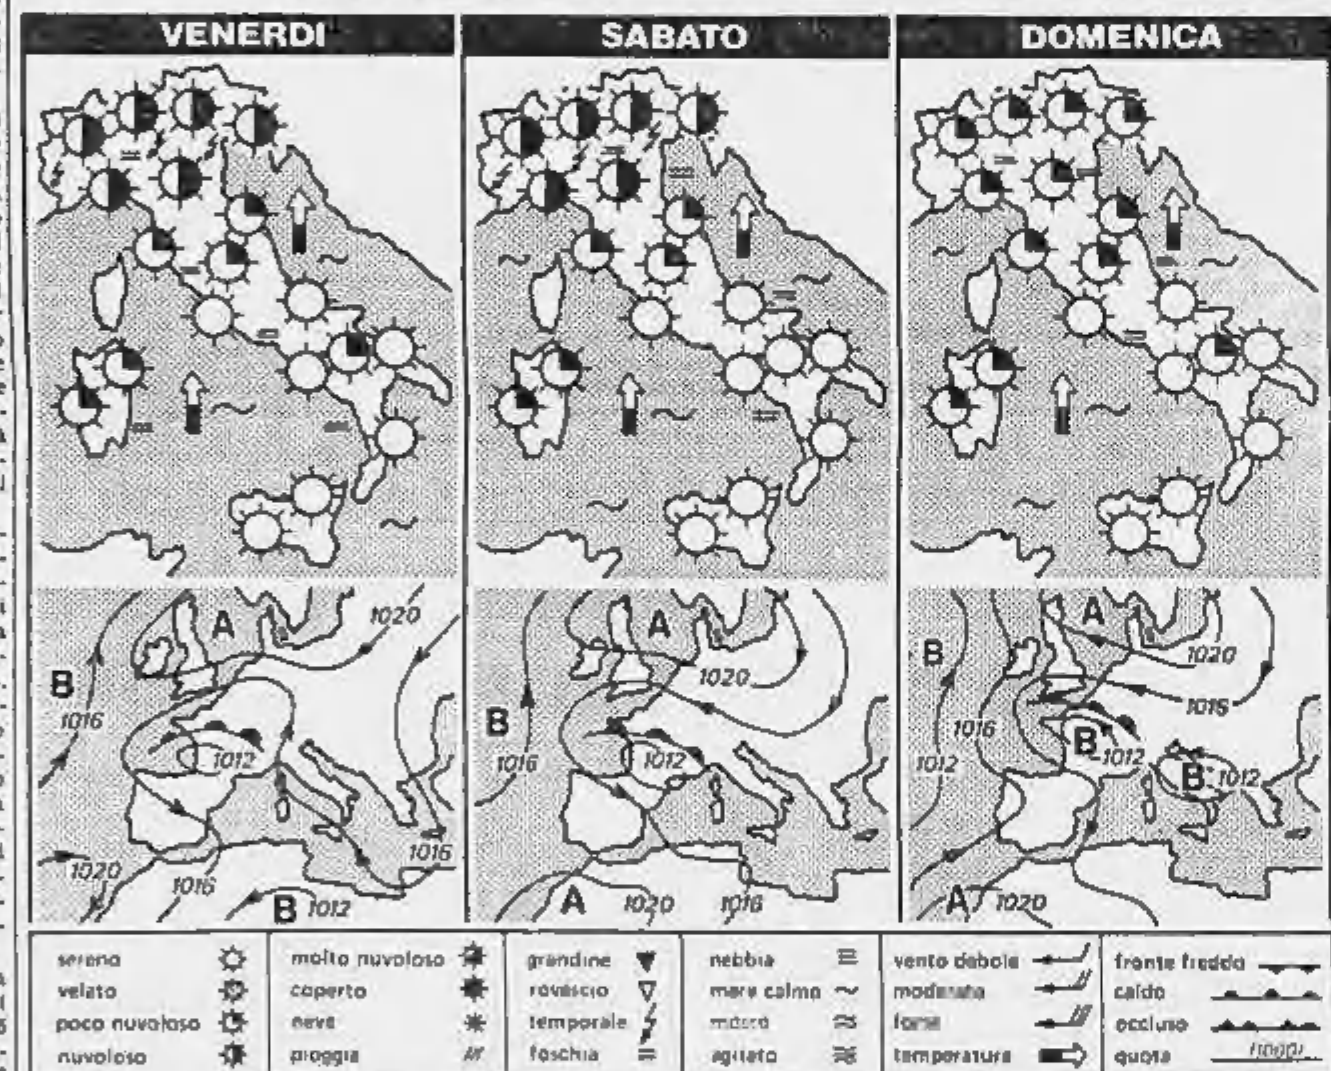 VENERDI
SABATO
DOMENICA
A
1020
B
1016
1012
1020
1016
1016
B
1012
A
1020
B
1016
1012
A
1020
1016
A
B
1020
1016
1016
1012
B
1012
B
1012
A
1020
sereno
velato
poco nuvoloso
nuvoloso
molto nuvoloso
coperto
neve
pioggia
grandine
rovescio
temporale
foschia
nebbia
mare calmo
mosso
agitato
vento debole
moderato
forte
temperatura
fronte freddo
caldo
occluso
quota